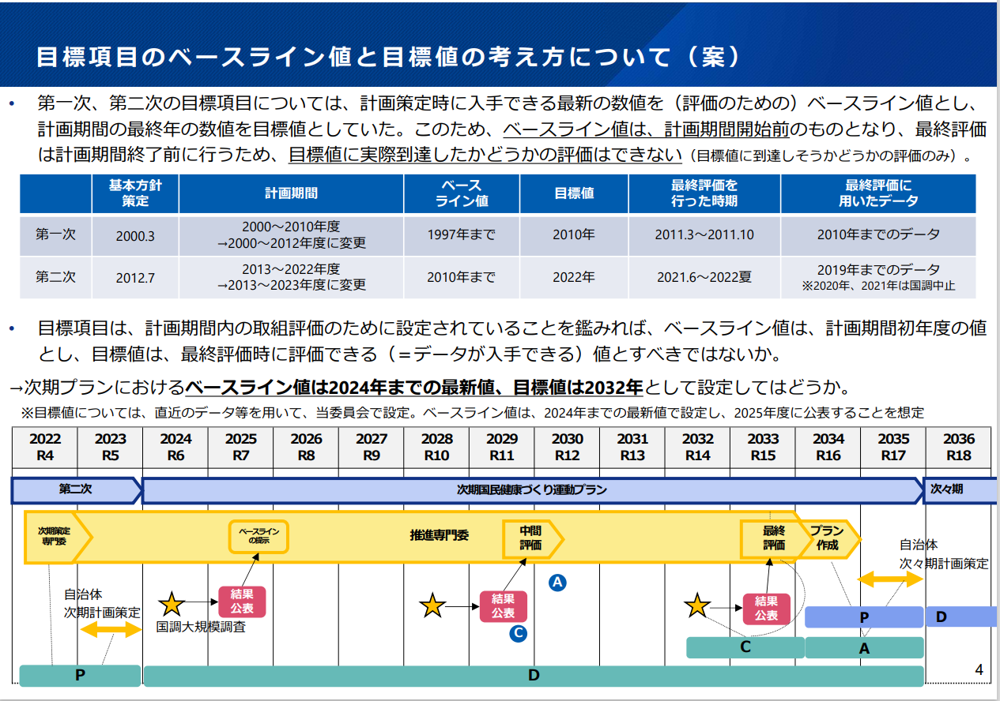 目標項目のベースライン値と目標値の考え方について（案）
• 第一次、第二次の目標項目については、計画策定時に入手できる最新の数値を（評価のための）ベースライン値とし、
計画期間の最終年の数値を目標値としていた。このため、ベースライン値は、計画期間開始前のものとなり、最終評価
は計画期間終了前に行うため、目標値に実際到達したかどうかの評価はできない（目標値に到達しそうかどうかの評価のみ）。
基本方針 策定 計画期間 ベース ライン値 目標値 最終評価を 行った時期 最終評価に 用いたデータ
第一次 2000.3 2000～2010年度 →2000～2012年度に変更 1997年まで 2010年 2011.3～2011.10 2010年までのデータ
第二次 2012.7 2013～2022年度 →2013～2023年度に変更 2010年まで 2022年 2021.6～2022夏 2019年までのデータ ※2020年、2021年は国調中止
• 目標項目は、計画期間内の取組評価のために設定されていることを鑑みれば、ベースライン値は、計画期間初年度の値
とし、目標値は、最終評価時に評価できる（＝データが入手できる）値とすべきではないか。
→次期プランにおけるベースライン値は2024年までの最新値、目標値は2032年として設定してはどうか。
※目標値については、直近のデータ等を用いて、当委員会で設定。ベースライン値は、2024年までの最新値で設定し、2025年度に公表することを想定
2022 2023 2024 2025 2026 2027 2028 2029 2030 2031 2032 2033 2034 2035 2036
R4 R5 R6 R7 R8 R9 R10 R11 R12 R13 R14 R15 R16 R17 R18
第二次 次期国民健康づくり運動プラン 次々期
次期策定 専門委
ベースライン の提示
推進専門委
中間 評価
最終 評価
プラン 作成
自治体
次々期計画策定
自治体
次期計画策定
国調大規模調査
結果 公表
結果 公表
結果 公表
A
C
P D
C A
P D
4